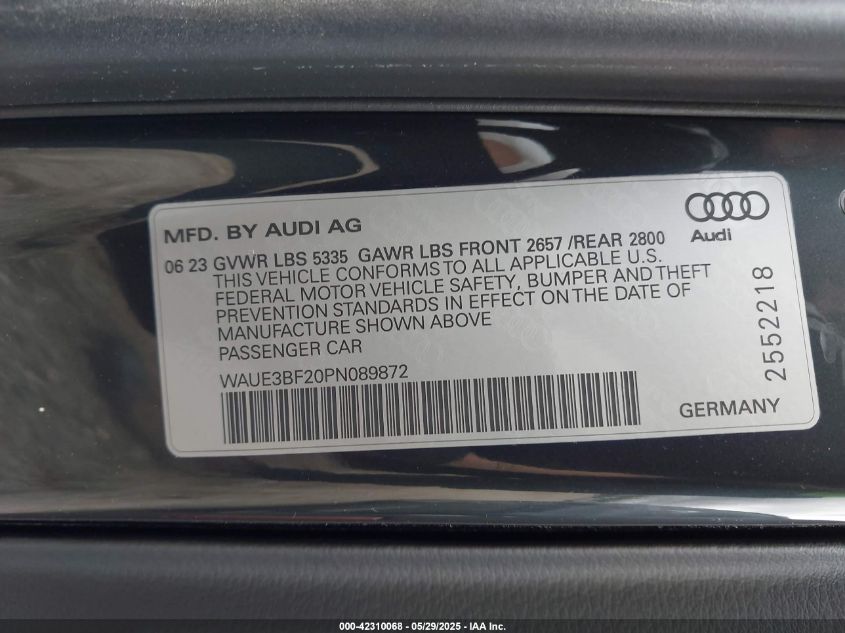 MFD. BY AUDI AG
Audi
06 23 GVWR LBS 5335 GAWR LBS FRONT 2657 /REAR 2800
THIS VEHICLE CONFORMS TO ALL APPLICABLE U.S.
FEDERAL MOTOR VEHICLE SAFETY, BUMPER AND THEFT
PREVENTION STANDARDS IN EFFECT ON THE DATE OF
MANUFACTURE SHOWN ABOVE
PASSENGER CAR
WAUE3BF20PN089872
2552218
GERMANY
000-42310068 - 05/29/2025 - IAA Inc.